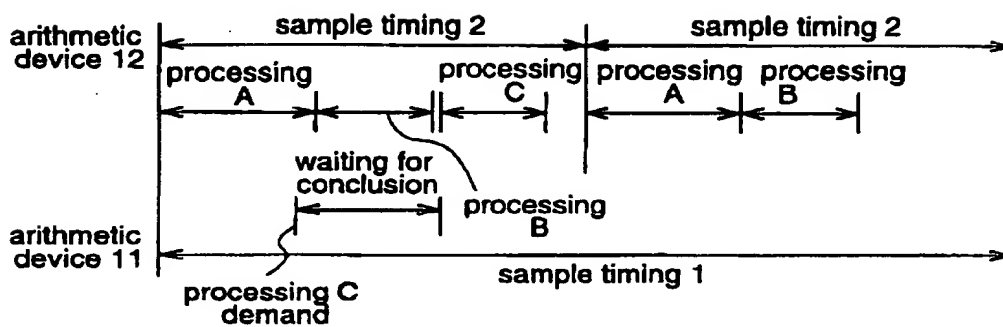 arithmetic
device 12
sample timing 2
sample timing 2
processing
A
processing
C
processing
A
processing
B
waiting for
conclusion
processing
B
arithmetic
device 11
sample timing 1
processing C
demand